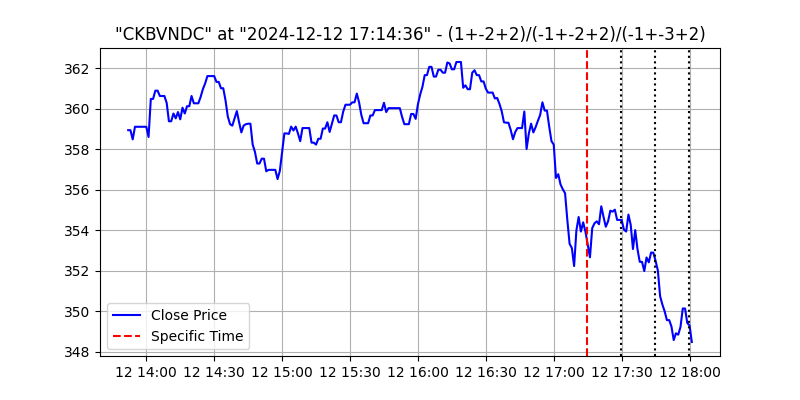 "CKBVNDC" at "2024-12-12 17:14:36" - (1+-2+2)/(-1+-2+2)/(-1+-3+2)
362
360
358
356
354
352
350
348
Close Price
Specific Time
12 14:00 12 14:30 12 15:00 12 15:30 12 16:00 12 16:30 12 17:00 12 17:30 12 18:00